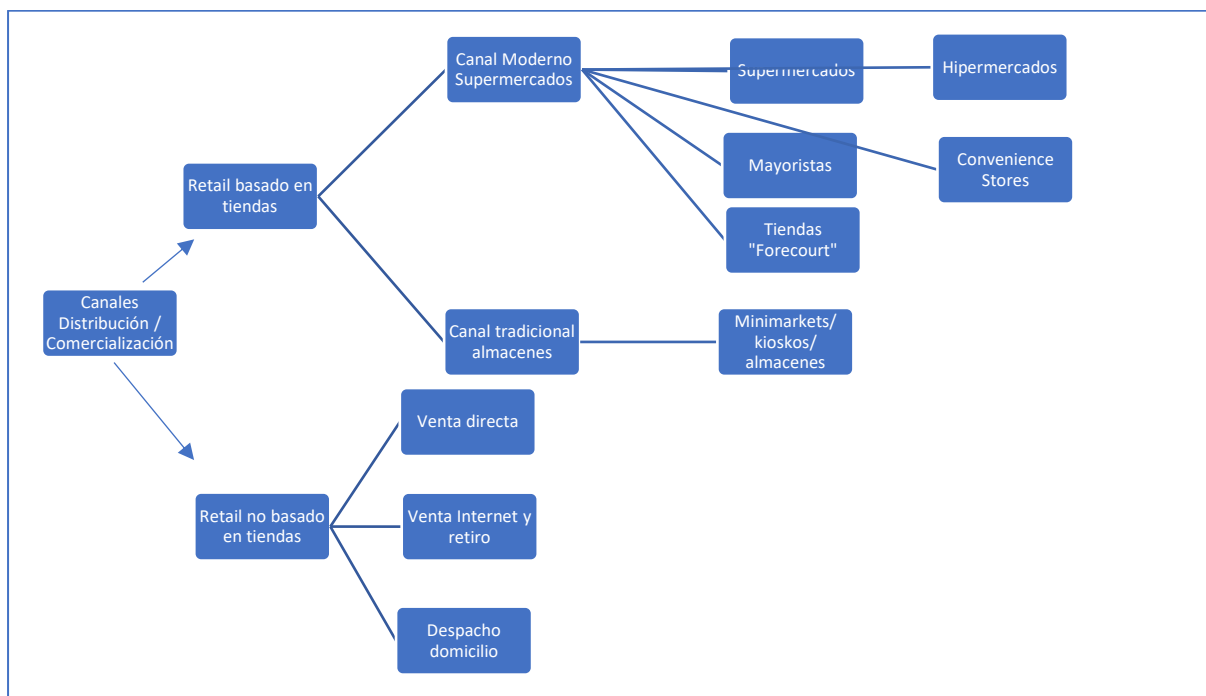 Canal Moderno
Supermercados
Supermercados
Hipermercados
Mayoristas
Convenience
Stores
Retail basado en
tiendas
Tiendas
"Forecourt"
Canales
Distribución /
Comercialización
Canal tradicional
almacenes
Minimarkets/
kioskos/
almacenes
Venta directa
Retail no basado
en tiendas
Venta Internet y
retiro
Despacho
domicilio